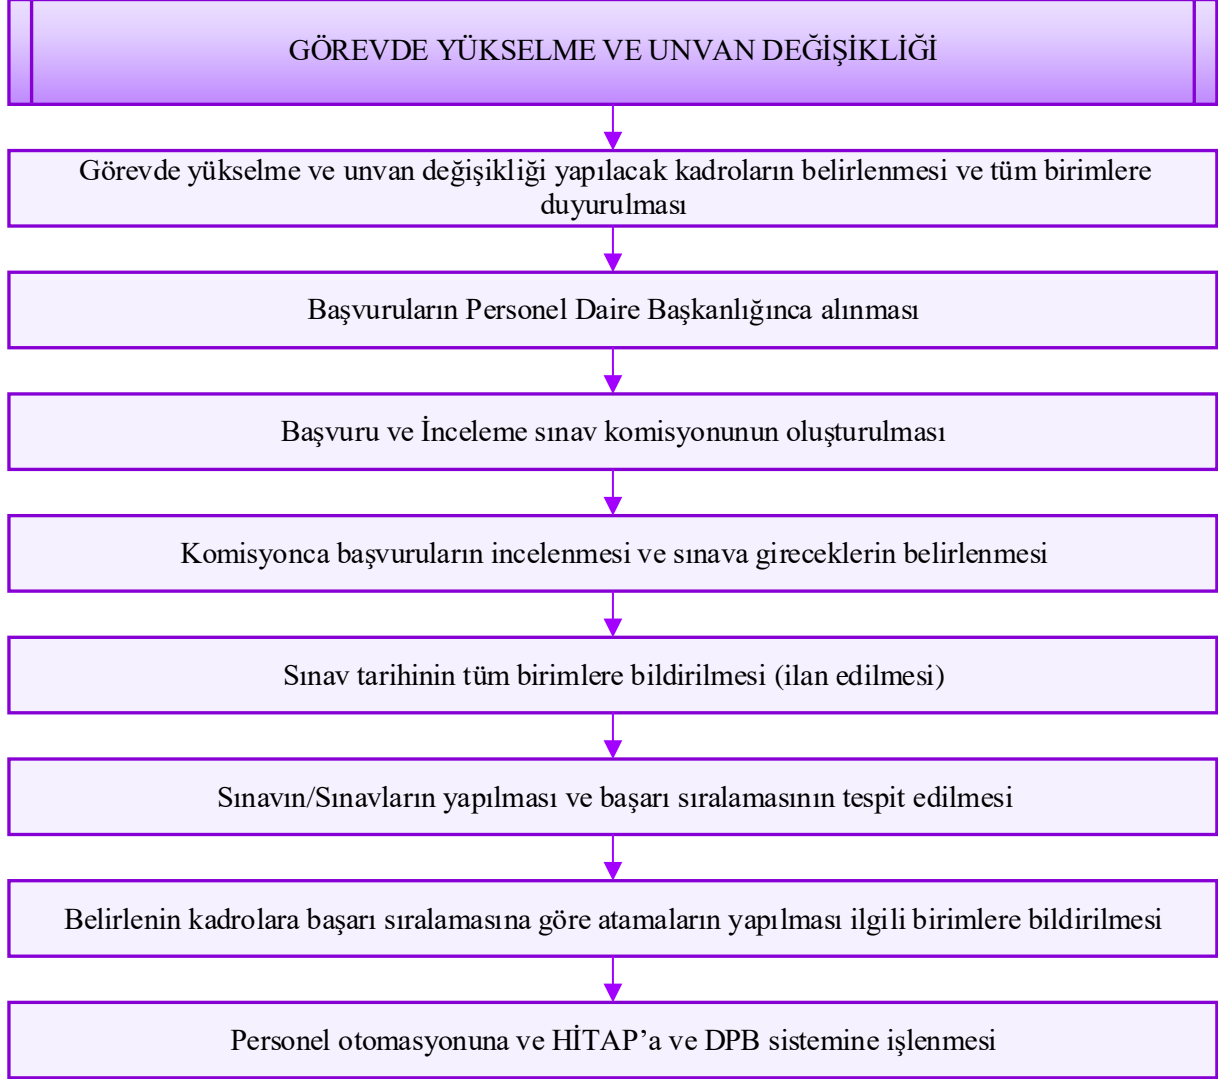 GÖREVDE YÜKSELME VE UNVAN DEĞİŞİKLİĞİ
Görevde yükselme ve unvan değişikliği yapılacak kadroların belirlenmesi ve tüm birimlere
duyurulması
Başvuruların Personel Daire Başkanlığınca alınması
Başvuru ve İnceleme sınav komisyonunun oluşturulması
Komisyonca başvuruların incelenmesi ve sınava gireceklerin belirlenmesi
Sınav tarihinin tüm birimlere bildirilmesi (ilan edilmesi)
Sınavın/Sınavların yapılması ve başarı sıralamasının tespit edilmesi
Belirlenin kadrolara başarı sıralamasına göre atamaların yapılması ilgili birimlere bildirilmesi
Personel otomasyonuna ve HİTAP’a ve DPB sistemine işlenmesi